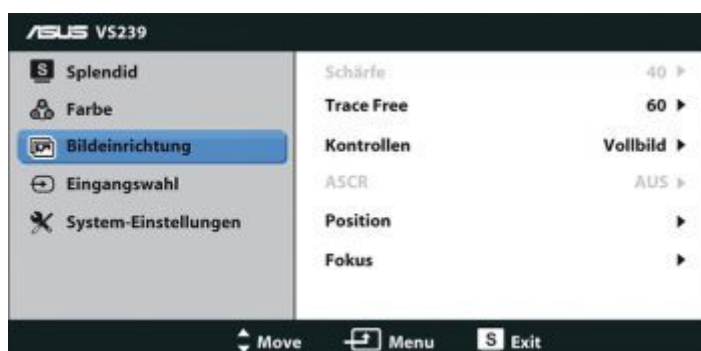 ASUS VS239
S Splendid
Farbe
Bildeinrichtung
Eingangswahl
System-Einstellungen
Schärfe 40
Trace Free 60
Kontrollen Vollbild
ASCR AUS
Position
Fokus
Move Menu S Exit